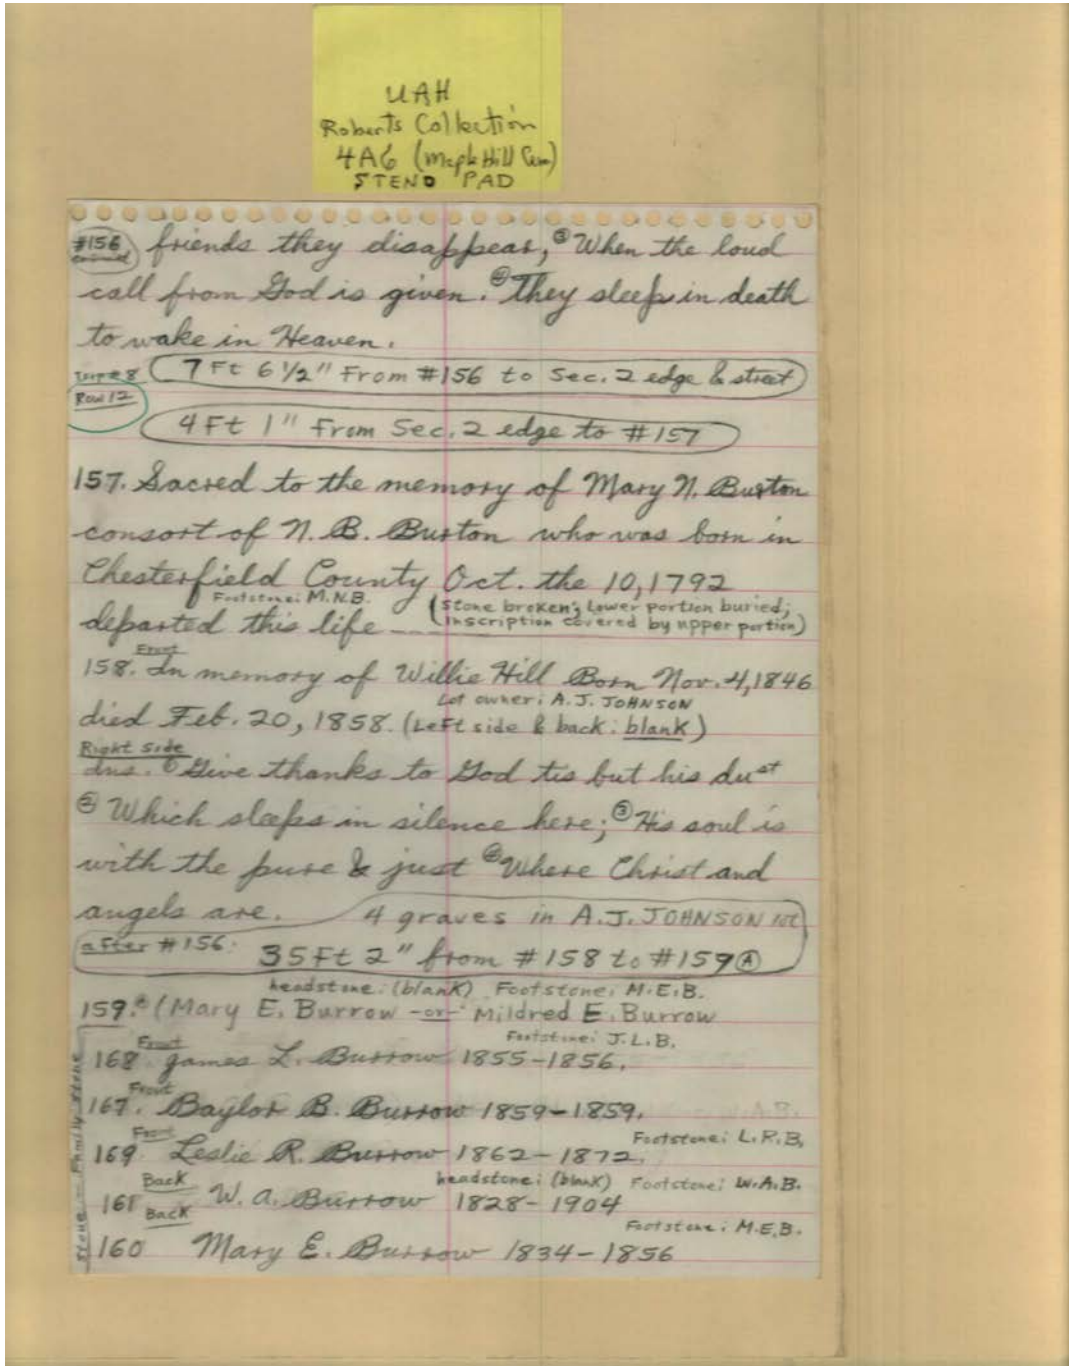 UAH
Roberts Collection
4A6 (Maple Hill Cem)
STENO PAD
#156 friends they disappear, ③ When the loud
call from God is given. ④ They sleep in death
to wake in Heaven.
7 Ft 6 1/2" From #156 to Sec. 2 edge & street
Row 12
4 Ft 1" from Sec. 2 edge to #157
157. Sacred to the memory of Mary N. Burton
consort of N. B. Burton who was born in
Chesterfield County Oct. the 10, 1792
Footstone: M.N.B. (Stone broken; Lower portion buried;
departed this life inscription covered by upper portion)
Front
158. In memory of Willie Hill Born Nov. 4, 1846
Lot owner: A.J. JOHNSON
died Feb. 20, 1858. (Left side & back: blank)
Right side
Ins. ① Give thanks to God tis but his dust
② Which sleeps in silence here; ③ His soul is
with the pure & just ④ Where Christ and
angels are. 4 graves in A.J. JOHNSON lot
after #156: 35 Ft 2" from #158 to #159 Ⓐ
headstone: (blank) Footstone: M.E.B.
159. (Mary E. Burrow -or- Mildred E. Burrow
Front Footstone: J.L.B.
168. James L. Burrow 1855-1856.
Front
167. Baylor B. Burrow 1859-1859.
Front Footstone: L.R.B.
169. Leslie R. Burrow 1862-1872.
Back headstone: (blank) Footstone: W.A.B.
161 W. A. Burrow 1828-1904
Back Footstone: M.E.B.
160 Mary E. Burrow 1834-1856
Stone - Family Stone